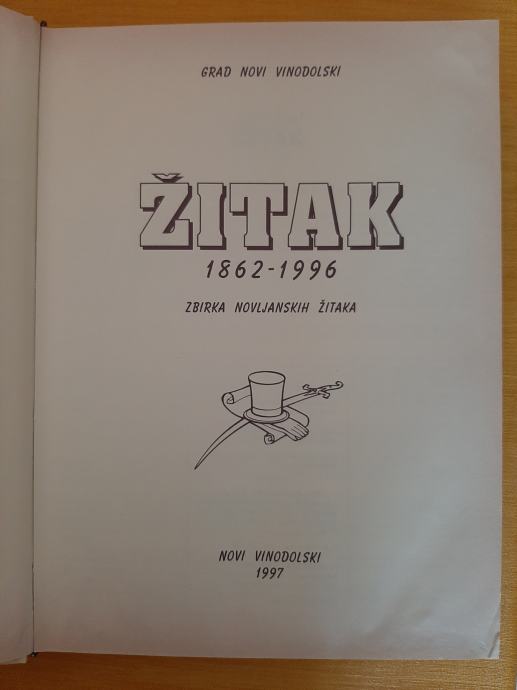 GRAD NOVI VINODOLSKI
ŽITAK
1862-1996
ZBIRKA NOVLJANSKIH ŽITAKA
NOVI VINODOLSKI
1997